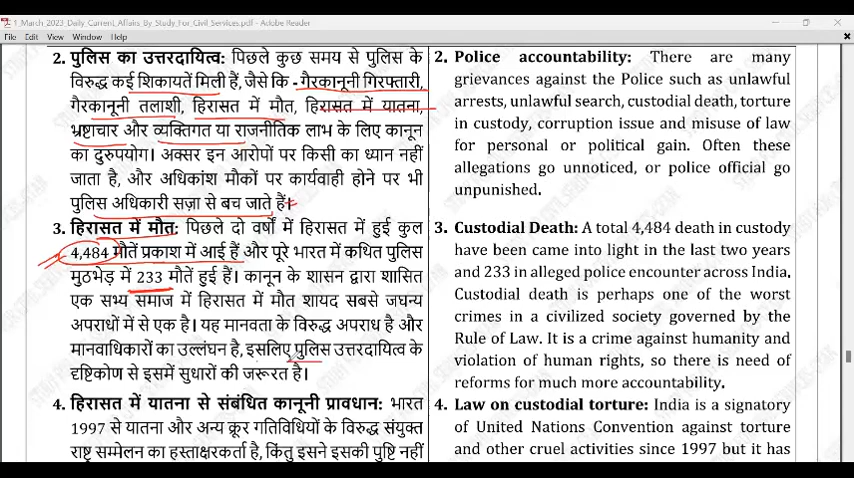 1_March_2023_Daily_Current_Affairs_By_Study_For_Civil_Services.pdf - Adobe Reader
File Edit View Window Help
2. पुलिस का उत्तरदायित्व: पिछले कुछ समय से पुलिस के
विरुद्ध कई शिकायतें मिली हैं, जैसे कि - गैरकानूनी गिरफ्तारी,
गैरकानूनी तलाशी, हिरासत में मौत, हिरासत में यातना,
भ्रष्टाचार और व्यक्तिगत या राजनीतिक लाभ के लिए कानून
का दुरुपयोग। अक्सर इन आरोपों पर किसी का ध्यान नहीं
जाता है, और अधिकांश मौकों पर कार्यवाही होने पर भी
पुलिस अधिकारी सज़ा से बच जाते हैं।
3. हिरासत में मौत: पिछले दो वर्षों में हिरासत में हुई कुल
4,484 मौतें प्रकाश में आई हैं और पूरे भारत में कथित पुलिस
मुठभेड़ में 233 मौतें हुई हैं। कानून के शासन द्वारा शासित
एक सभ्य समाज में हिरासत में मौत शायद सबसे जघन्य
अपराधों में से एक है। यह मानवता के विरुद्ध अपराध है और
मानवाधिकारों का उल्लंघन है, इसलिए पुलिस उत्तरदायित्व के
दृष्टिकोण से इसमें सुधारों की जरूरत है।
4. हिरासत में यातना से संबंधित कानूनी प्रावधान: भारत
1997 से यातना और अन्य क्रूर गतिविधियों के विरुद्ध संयुक्त
राष्ट्र सम्मेलन का हस्ताक्षरकर्ता है, किंतु इसने इसकी पुष्टि नहीं
2. Police accountability: There are many
grievances against the Police such as unlawful
arrests, unlawful search, custodial death, torture
in custody, corruption issue and misuse of law
for personal or political gain. Often these
allegations go unnoticed, or police official go
unpunished.
3. Custodial Death: A total 4,484 death in custody
have been came into light in the last two years
and 233 in alleged police encounter across India.
Custodial death is perhaps one of the worst
crimes in a civilized society governed by the
Rule of Law. It is a crime against humanity and
violation of human rights, so there is need of
reforms for much more accountability.
4. Law on custodial torture: India is a signatory
of United Nations Convention against torture
and other cruel activities since 1997 but it has